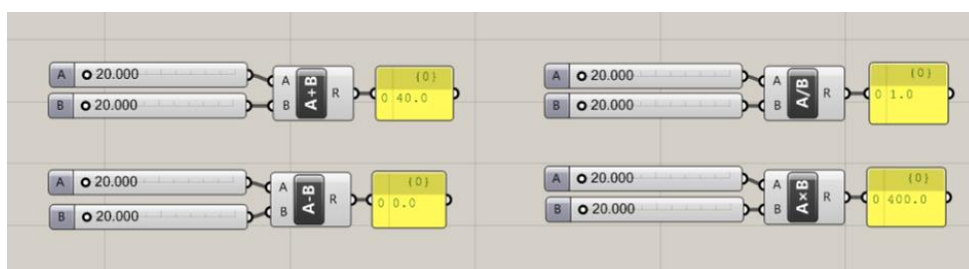 A 20.000
B 20.000
A
B
A+B
R
{0}
0 40.0
A 20.000
B 20.000
A
B
A/B
R
{0}
0 1.0
A 20.000
B 20.000
A
B
A-B
R
{0}
0 0.0
A 20.000
B 20.000
A
B
A×B
R
{0}
0 400.0